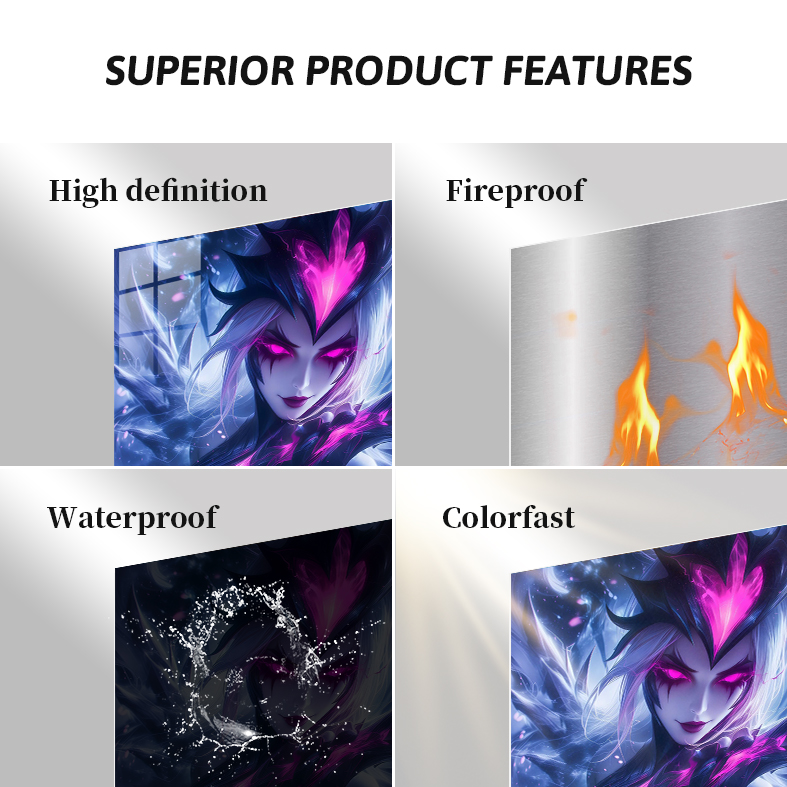 SUPERIOR PRODUCT FEATURES
High definition
Fireproof
Waterproof
Colorfast